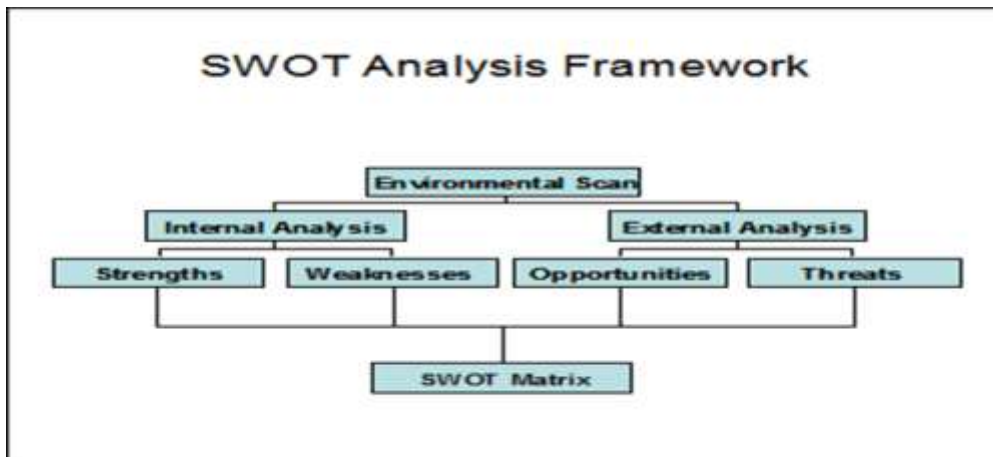 SWOT Analysis Framework
Environmental Scan
Internal Analysis
External Analysis
Strengths
Weaknesses
Opportunities
Threats
SWOT Matrix